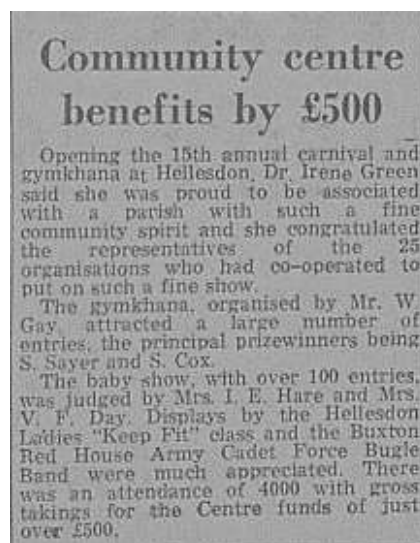 Community centre
benefits by £500
Opening the 15th annual carnival and
gymkhana at Hellesdon, Dr. Irene Green
said she was proud to be associated
with a parish with such a fine
community spirit and she congratulated
the representatives of the 25
organisations who had co-operated to
put on such a fine show.
The gymkhana, organised by Mr. W.
Gay, attracted a large number of
entries, the principal prizewinners being
S. Sayer and S. Cox.
The baby show, with over 100 entries,
was judged by Mrs. I. E. Hare and Mrs.
V. F. Day. Displays by the Hellesdon
Ladies "Keep Fit" class and the Buxton
Red House Army Cadet Force Bugle
Band were much appreciated. There
was an attendance of 4000 with gross
takings for the Centre funds of just
over £500.